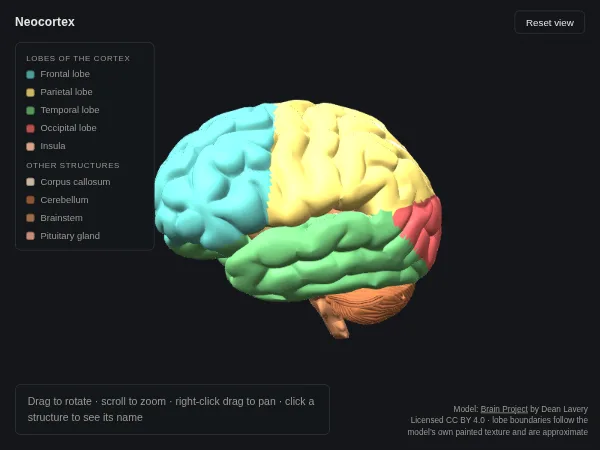 Neocortex
Reset view
LOBES OF THE CORTEX
Frontal lobe
Parietal lobe
Temporal lobe
Occipital lobe
Insula
OTHER STRUCTURES
Corpus callosum
Cerebellum
Brainstem
Pituitary gland
Drag to rotate · scroll to zoom · right-click drag to pan · click a
structure to see its name
Model: Brain Project by Dean Lavery
Licensed CC BY 4.0 · lobe boundaries follow the
model's own painted texture and are approximate